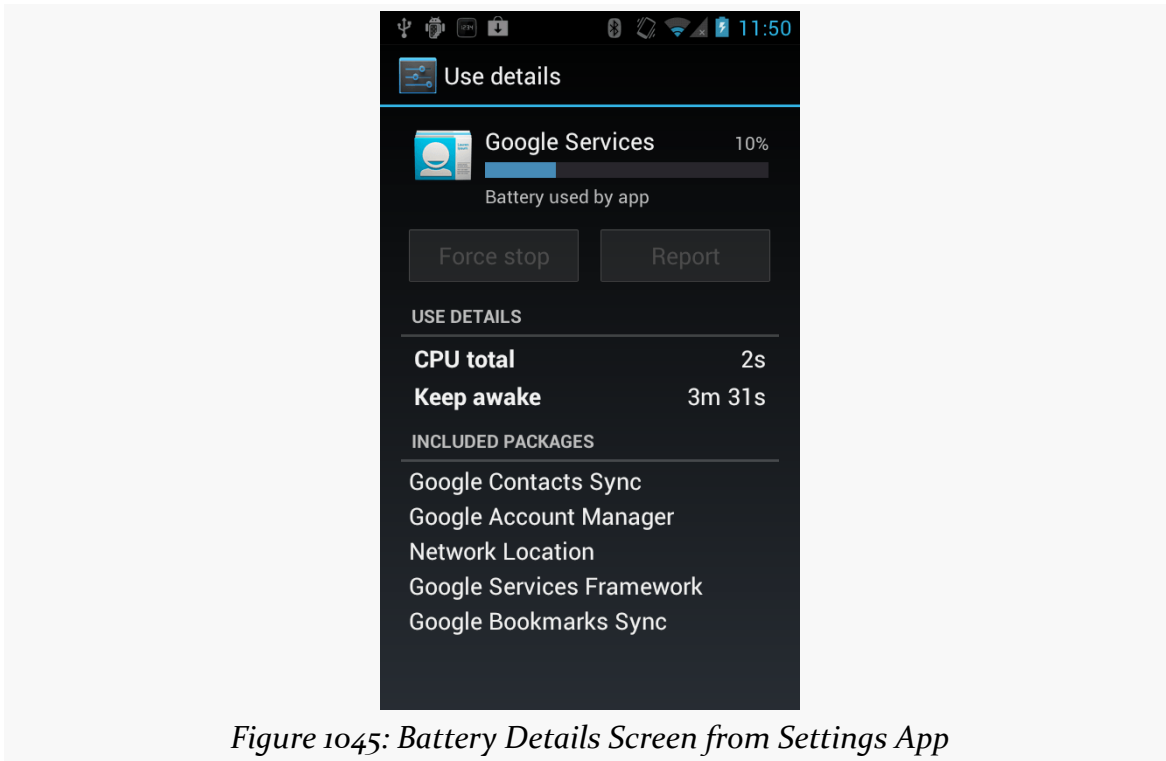 11:50
Use details
Google Services 10%
Battery used by app
Force stop Report
USE DETAILS
CPU total 2s
Keep awake 3m 31s
INCLUDED PACKAGES
Google Contacts Sync
Google Account Manager
Network Location
Google Services Framework
Google Bookmarks Sync
Figure 1045: Battery Details Screen from Settings App